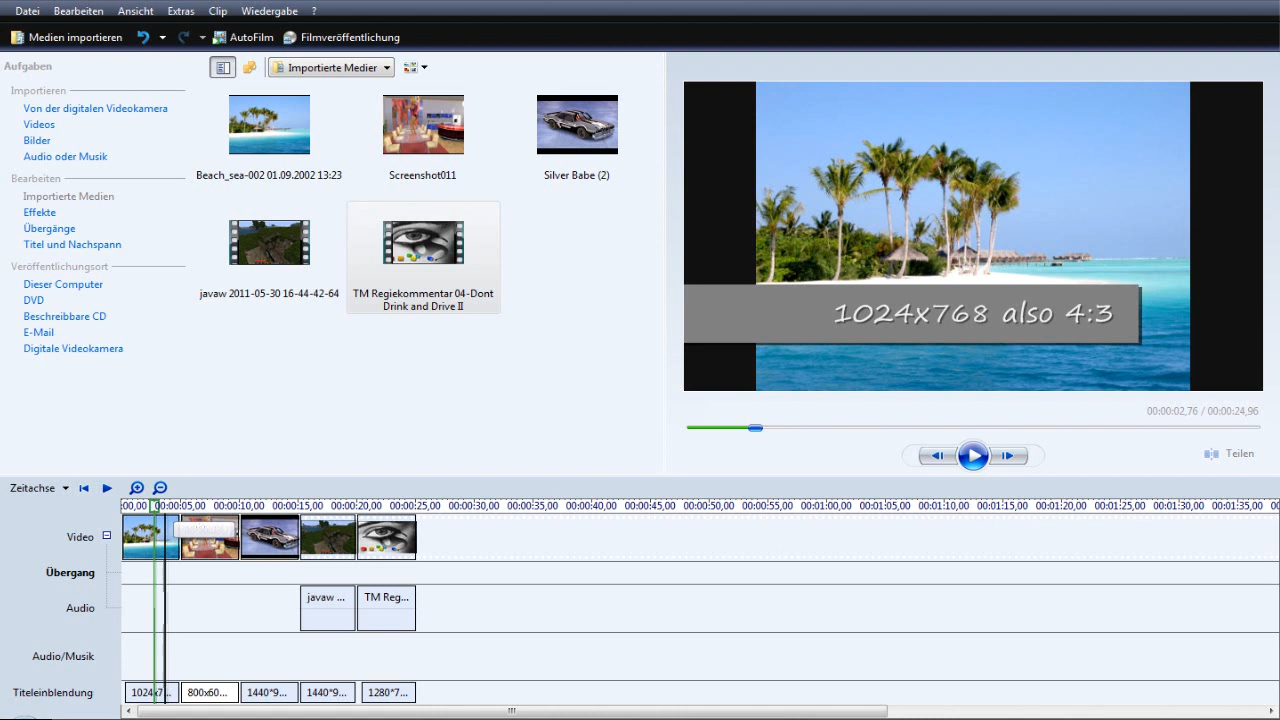 Datei Bearbeiten Ansicht Extras Clip Wiedergabe ?
Medien importieren AutoFilm Filmveröffentlichung
Aufgaben
Importieren
Von der digitalen Videokamera
Videos
Bilder
Audio oder Musik
Bearbeiten
Importierte Medien
Effekte
Übergänge
Titel und Nachspann
Veröffentlichungsort
Dieser Computer
DVD
Beschreibbare CD
E-Mail
Digitale Videokamera
Importierte Medier
Beach_sea-002 01.09.2002 13:23
Screenshot011
Silver Babe (2)
javaw 2011-05-30 16-44-42-64
TM Regiekommentar 04-Dont
Drink and Drive II
1024x768 also 4:3
00:00:02,76 / 00:00:24,96
Teilen
Zeitachse
:00,00 00:00:05,00 00:00:10,00 00:00:15,00 00:00:20,00 00:00:25,00 00:00:30,00 00:00:35,00 00:00:40,00 00:00:45,00 00:00:50,00 00:00:55,00 00:01:00,00 00:01:05,00 00:01:10,00 00:01:15,00 00:01:20,00 00:01:25,00 00:01:30,00 00:01:35,0
Video
Übergang
Audio
javaw ... TM Reg...
Audio/Musik
Titeleinblendung
1024x7... 800x60... 1440*9... 1440*9... 1280*7...